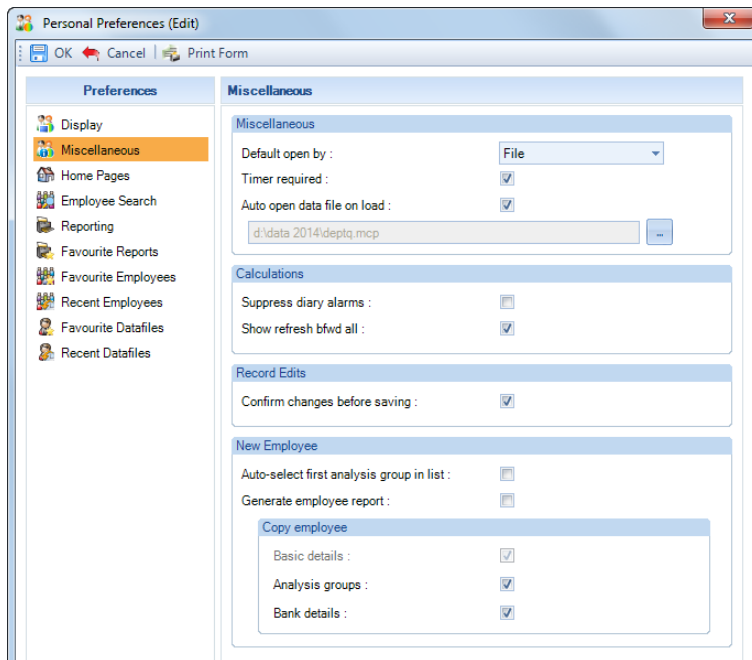 Personal Preferences (Edit)
x
OK Cancel Print Form
Preferences
Display
Miscellaneous
Home Pages
Employee Search
Reporting
Favourite Reports
Favourite Employees
Recent Employees
Favourite Datafiles
Recent Datafiles
Miscellaneous
Miscellaneous
Default open by : File
Timer required :
Auto open data file on load :
d:\data 2014\deptq.mcp ...
Calculations
Suppress diary alarms :
Show refresh bfwd all :
Record Edits
Confirm changes before saving :
New Employee
Auto-select first analysis group in list :
Generate employee report :
Copy employee
Basic details :
Analysis groups :
Bank details :